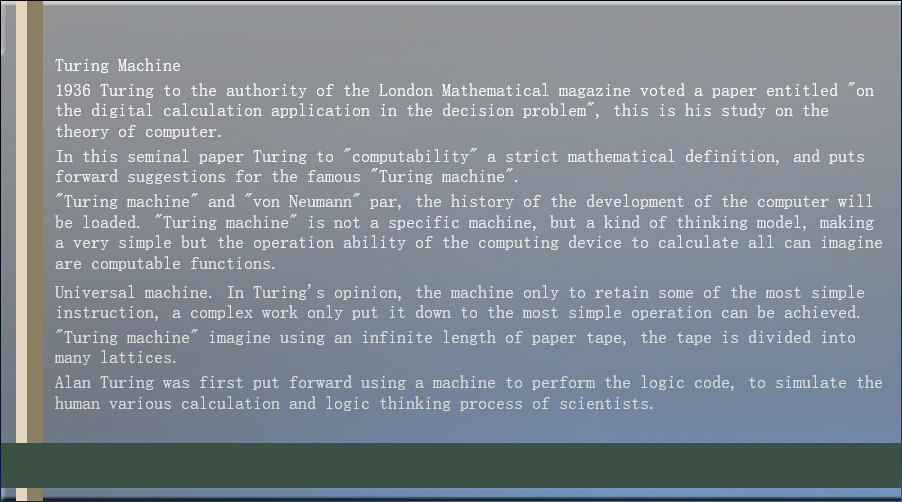 Turing Machine
1936 Turing to the authority of the London Mathematical magazine voted a paper entitled "on
the digital calculation application in the decision problem", this is his study on the
theory of computer.
In this seminal paper Turing to "computability" a strict mathematical definition, and puts
forward suggestions for the famous "Turing machine".
"Turing machine" and "von Neumann" par, the history of the development of the computer will
be loaded. "Turing machine" is not a specific machine, but a kind of thinking model, making
a very simple but the operation ability of the computing device to calculate all can imagine
are computable functions.
Universal machine. In Turing's opinion, the machine only to retain some of the most simple
instruction, a complex work only put it down to the most simple operation can be achieved.
"Turing machine" imagine using an infinite length of paper tape, the tape is divided into
many lattices.
Alan Turing was first put forward using a machine to perform the logic code, to simulate the
human various calculation and logic thinking process of scientists.